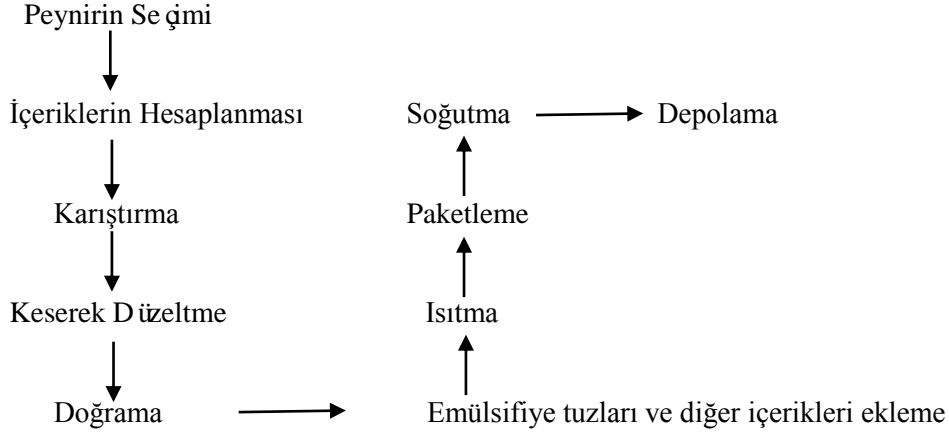 Peynirin Seçimi
İçeriklerin Hesaplanması
Karıştırma
Keserek Düzeltme
Doğrama
Emülsifiye tuzları ve diğer içerikleri ekleme
Isıtma
Paketleme
Soğutma
Depolama